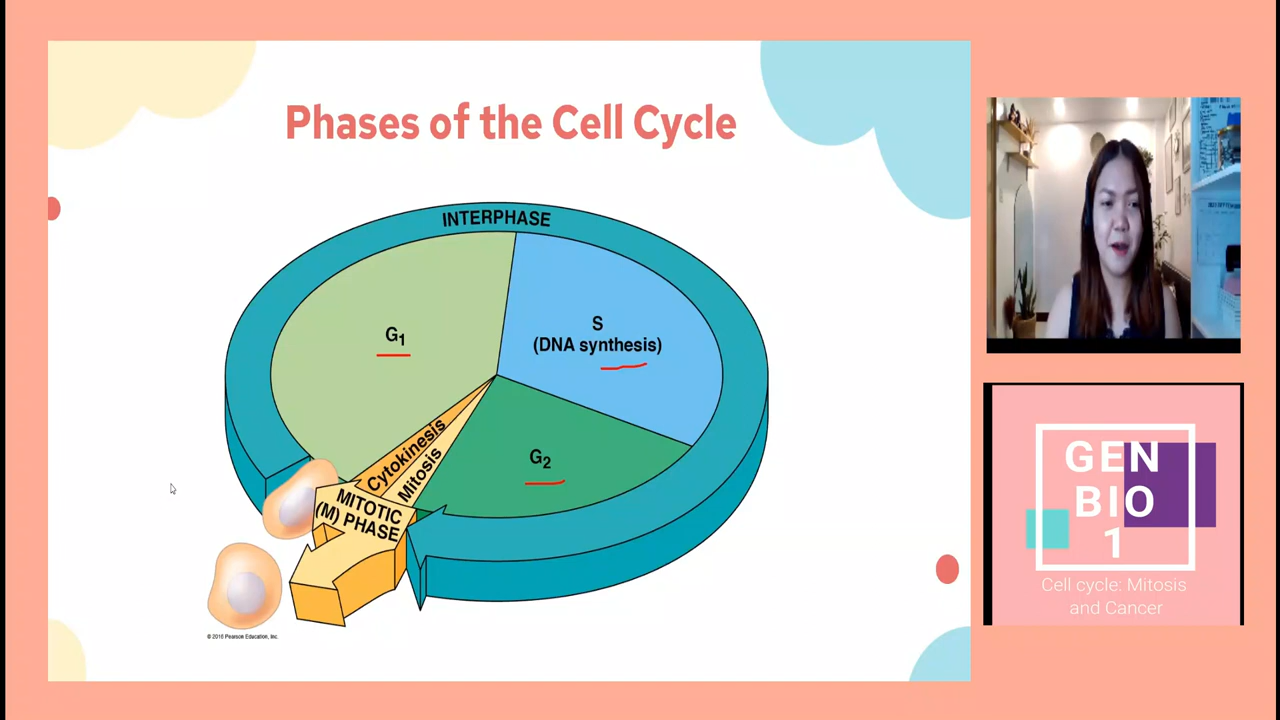 Phases of the Cell Cycle
INTERPHASE
G1
S
(DNA synthesis)
G2
Cytokinesis
Mitosis
MITOTIC
(M) PHASE
© 2016 Pearson Education, Inc.
GEN
BIO
1
Cell cycle: Mitosis
and Cancer